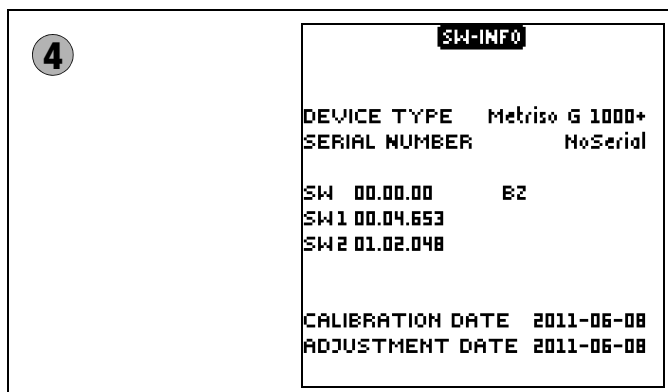 4
SW-INFO
DEVICE TYPE Metriso G 1000+
SERIAL NUMBER NoSerial
SW 00.00.00 BZ
SW1 00.04.653
SW2 01.02.048
CALIBRATION DATE 2011-06-08
ADJUSTMENT DATE 2011-06-08